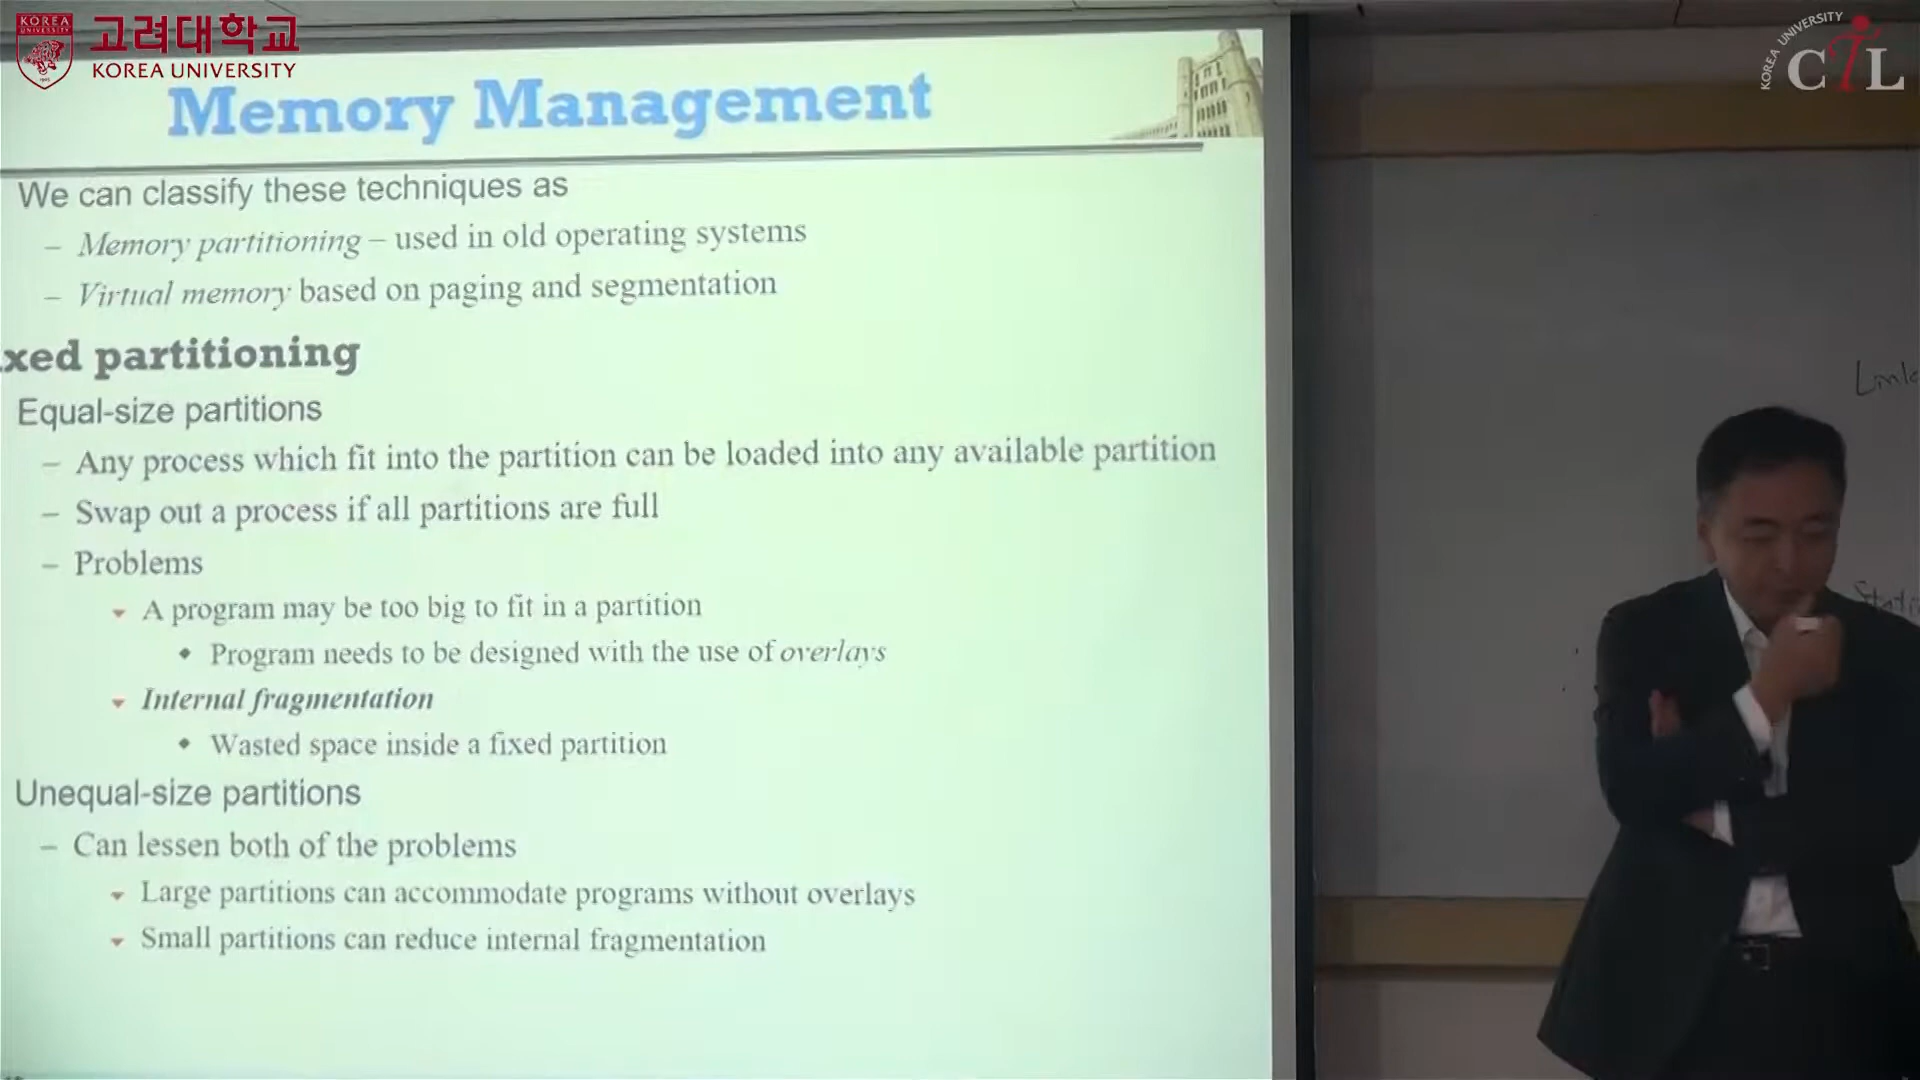 KOREA
UNIVERSITY
고려대학교
KOREA UNIVERSITY
KOREA UNIVERSITY
CTL
Memory Management
We can classify these techniques as
– Memory partitioning – used in old operating systems
– Virtual memory based on paging and segmentation
xed partitioning
Equal-size partitions
– Any process which fit into the partition can be loaded into any available partition
– Swap out a process if all partitions are full
– Problems
A program may be too big to fit in a partition
Program needs to be designed with the use of overlays
Internal fragmentation
Wasted space inside a fixed partition
Unequal-size partitions
– Can lessen both of the problems
Large partitions can accommodate programs without overlays
Small partitions can reduce internal fragmentation